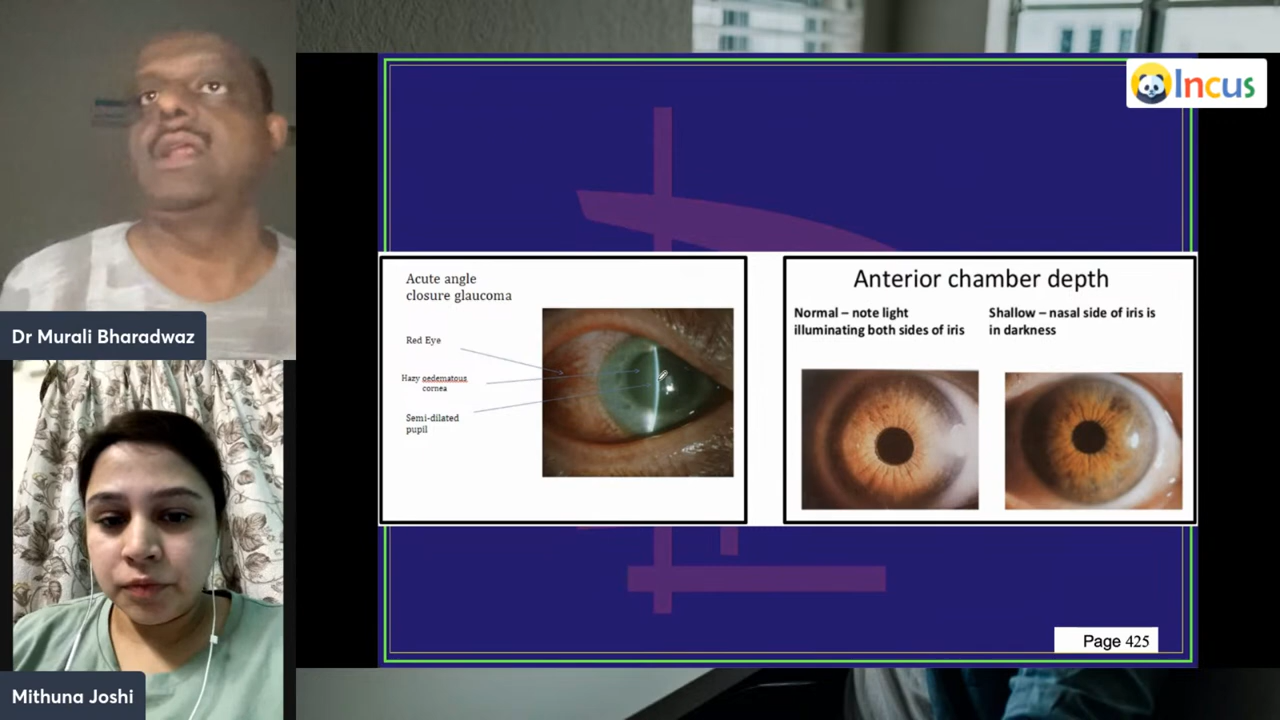 Incus
Acute angle
closure glaucoma
Red Eye
Hazy oedematous
cornea
Semi-dilated
pupil
Anterior chamber depth
Normal – note light
illuminating both sides of iris
Shallow – nasal side of iris is
in darkness
Dr Murali Bharadwaz
Mithuna Joshi
Page 425